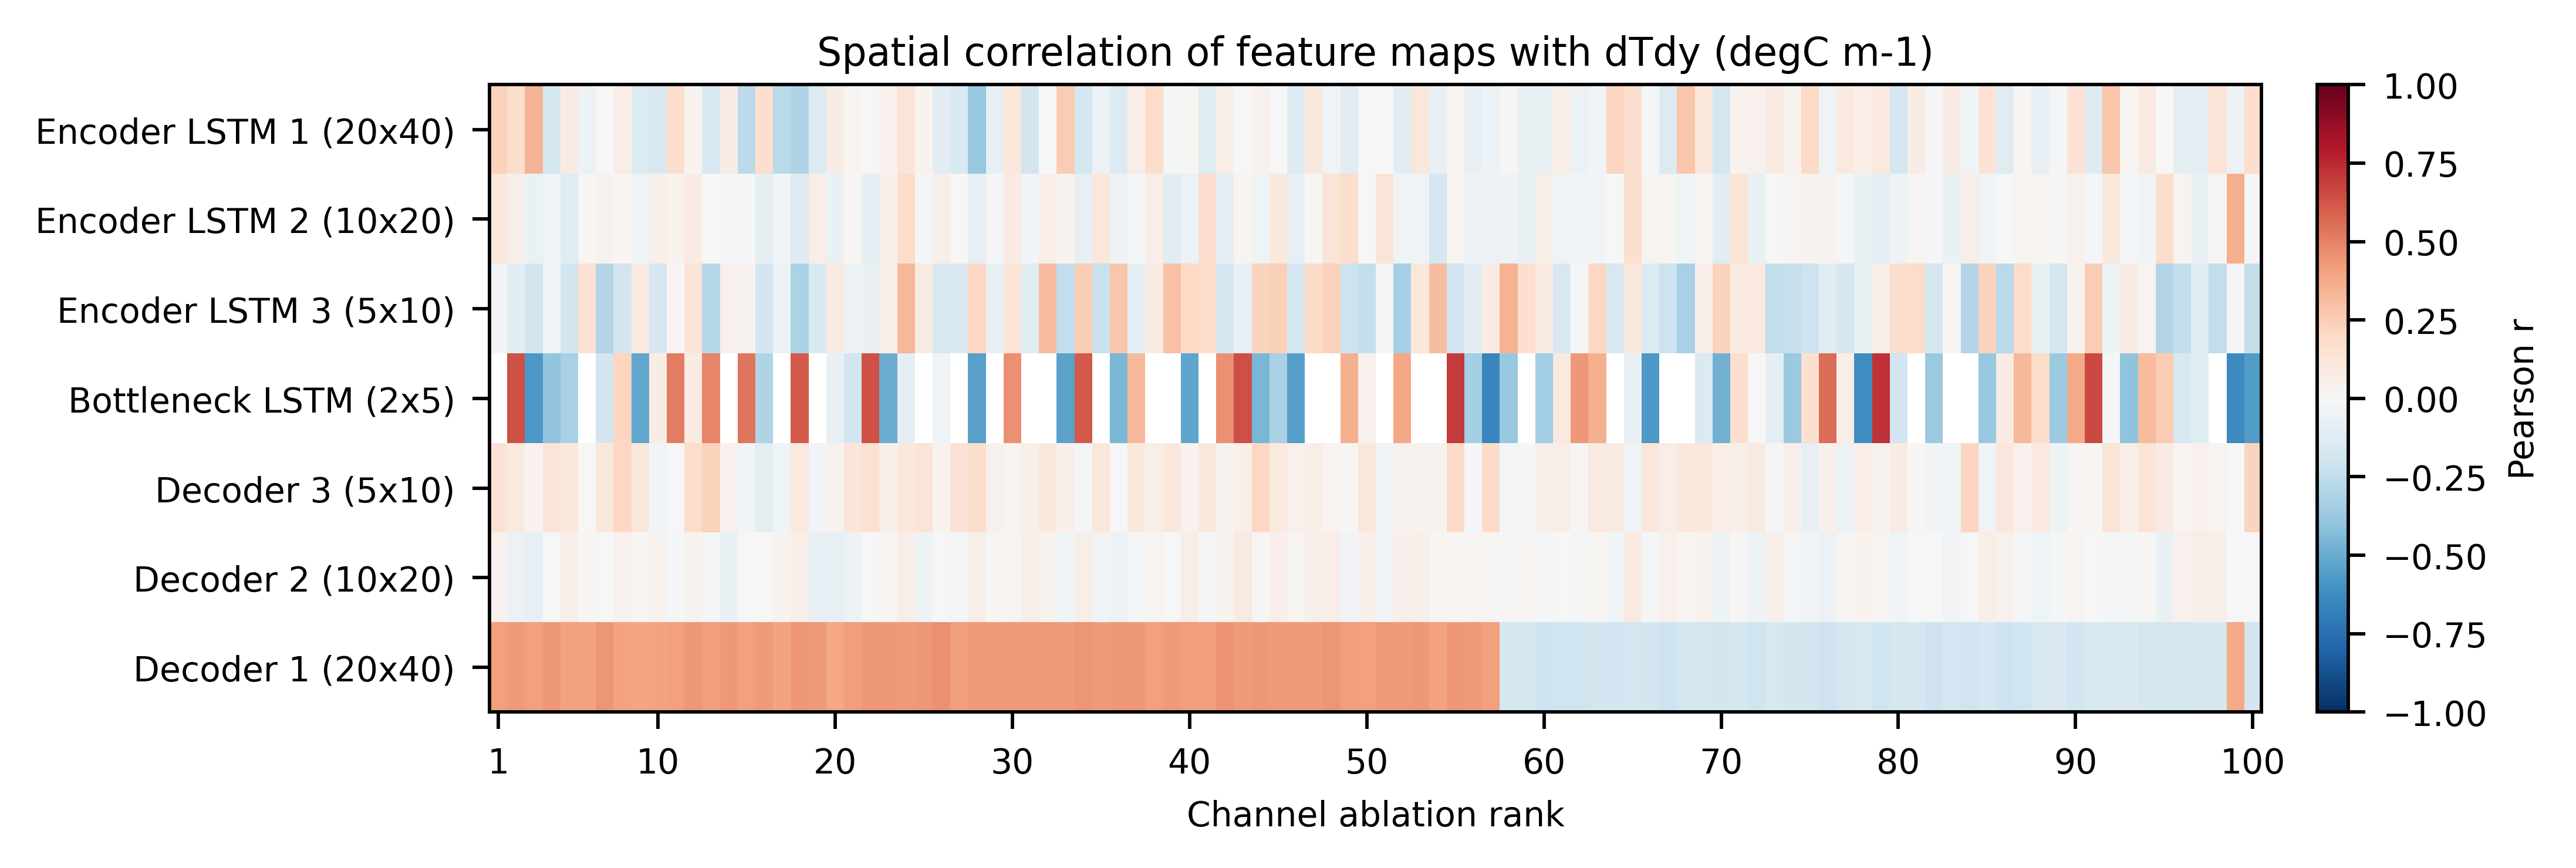 Spatial correlation of feature maps with dTdy (degC m-1)
Encoder LSTM 1 (20x40)
Encoder LSTM 2 (10x20)
Encoder LSTM 3 (5x10)
Bottleneck LSTM (2x5)
Decoder 3 (5x10)
Decoder 2 (10x20)
Decoder 1 (20x40)
1 10 20 30 40 50 60 70 80 90 100
Channel ablation rank
1.00
0.75
0.50
0.25
0.00
−0.25
−0.50
−0.75
−1.00
Pearson r